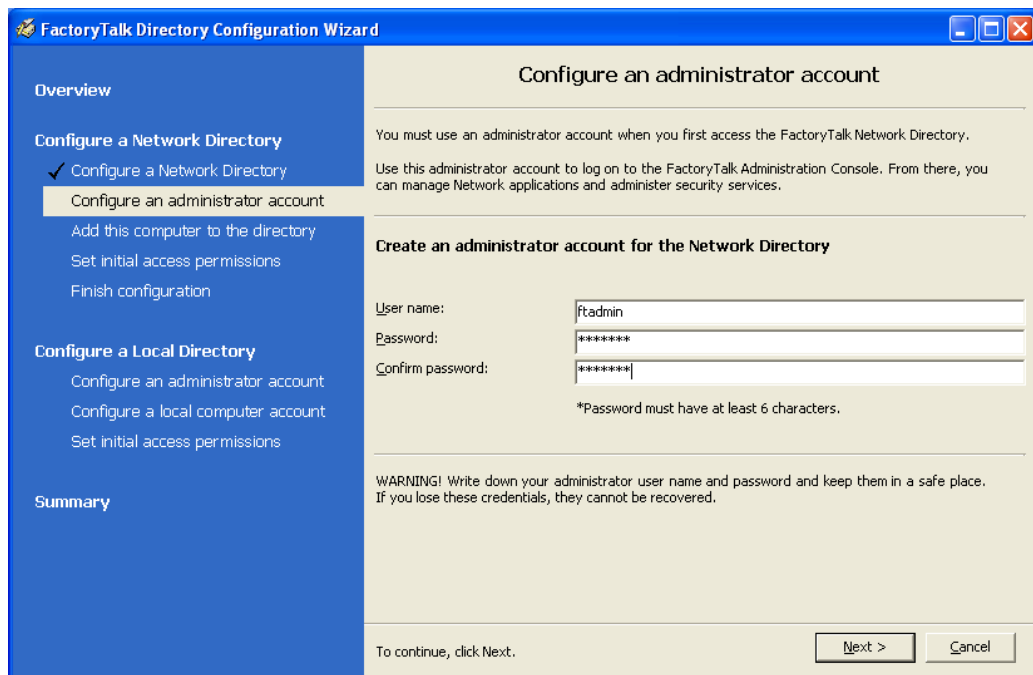 FactoryTalk Directory Configuration Wizard
Overview
Configure a Network Directory
Configure a Network Directory
Configure an administrator account
Add this computer to the directory
Set initial access permissions
Finish configuration
Configure a Local Directory
Configure an administrator account
Configure a local computer account
Set initial access permissions
Summary
Configure an administrator account
You must use an administrator account when you first access the FactoryTalk Network Directory.
Use this administrator account to log on to the FactoryTalk Administration Console. From there, you
can manage Network applications and administer security services.
Create an administrator account for the Network Directory
User name: ftadmin
Password: *******
Confirm password: *******
*Password must have at least 6 characters.
WARNING! Write down your administrator user name and password and keep them in a safe place.
If you lose these credentials, they cannot be recovered.
To continue, click Next.
Next > Cancel